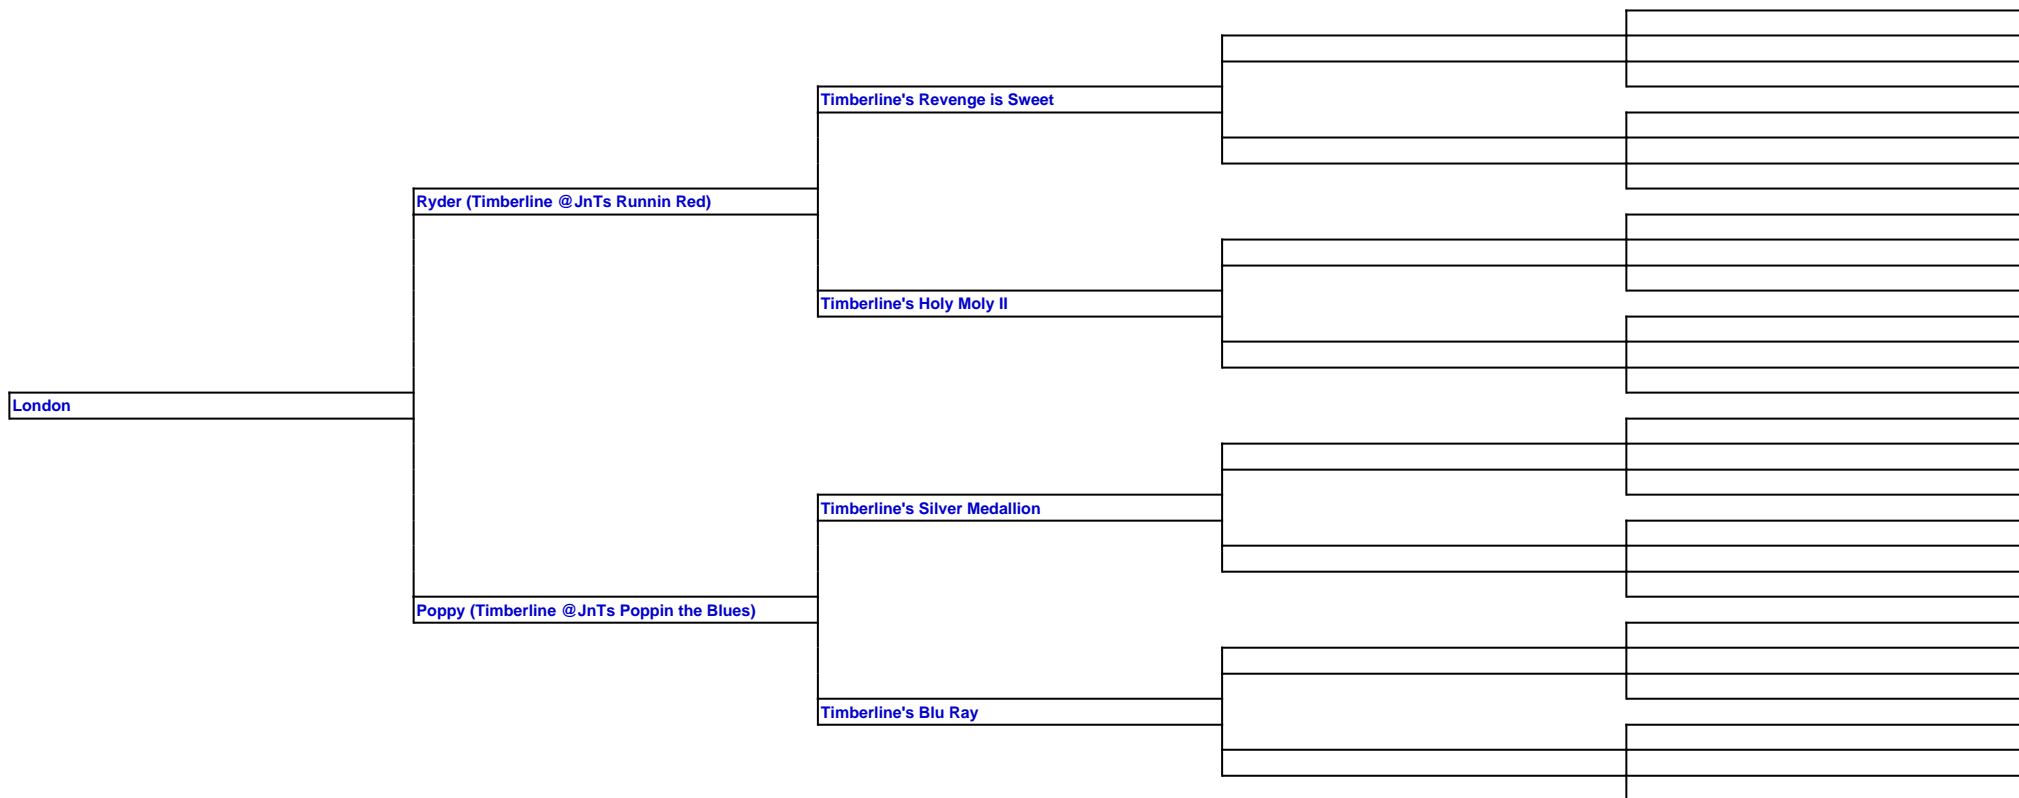 Timberline's Revenge is Sweet
Ryder (Timberline @JnTs Runnin Red)
Timberline's Holy Moly II
London
Timberline's Silver Medallion
Poppy (Timberline @JnTs Poppin the Blues)
Timberline's Blu Ray